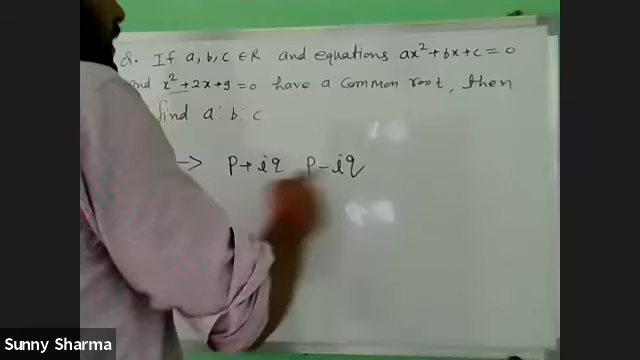 Q. If a, b, c ∈ R and equations ax² + bx + c = 0
and x² + 2x + 9 = 0 have a common root, then
find a : b : c
→ P + iq P - iq
Sunny Sharma